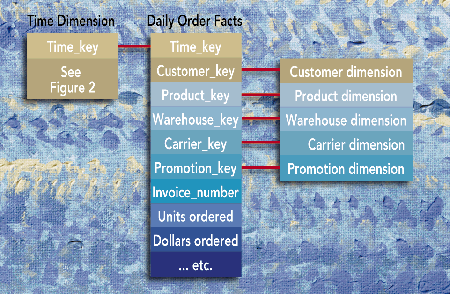 Time Dimension
Time_key
See
Figure 2
Daily Order Facts
Time_key
Customer_key
Product_key
Warehouse_key
Carrier_key
Promotion_key
Invoice_number
Units ordered
Dollars ordered
... etc.
Customer dimension
Product dimension
Warehouse dimension
Carrier dimension
Promotion dimension